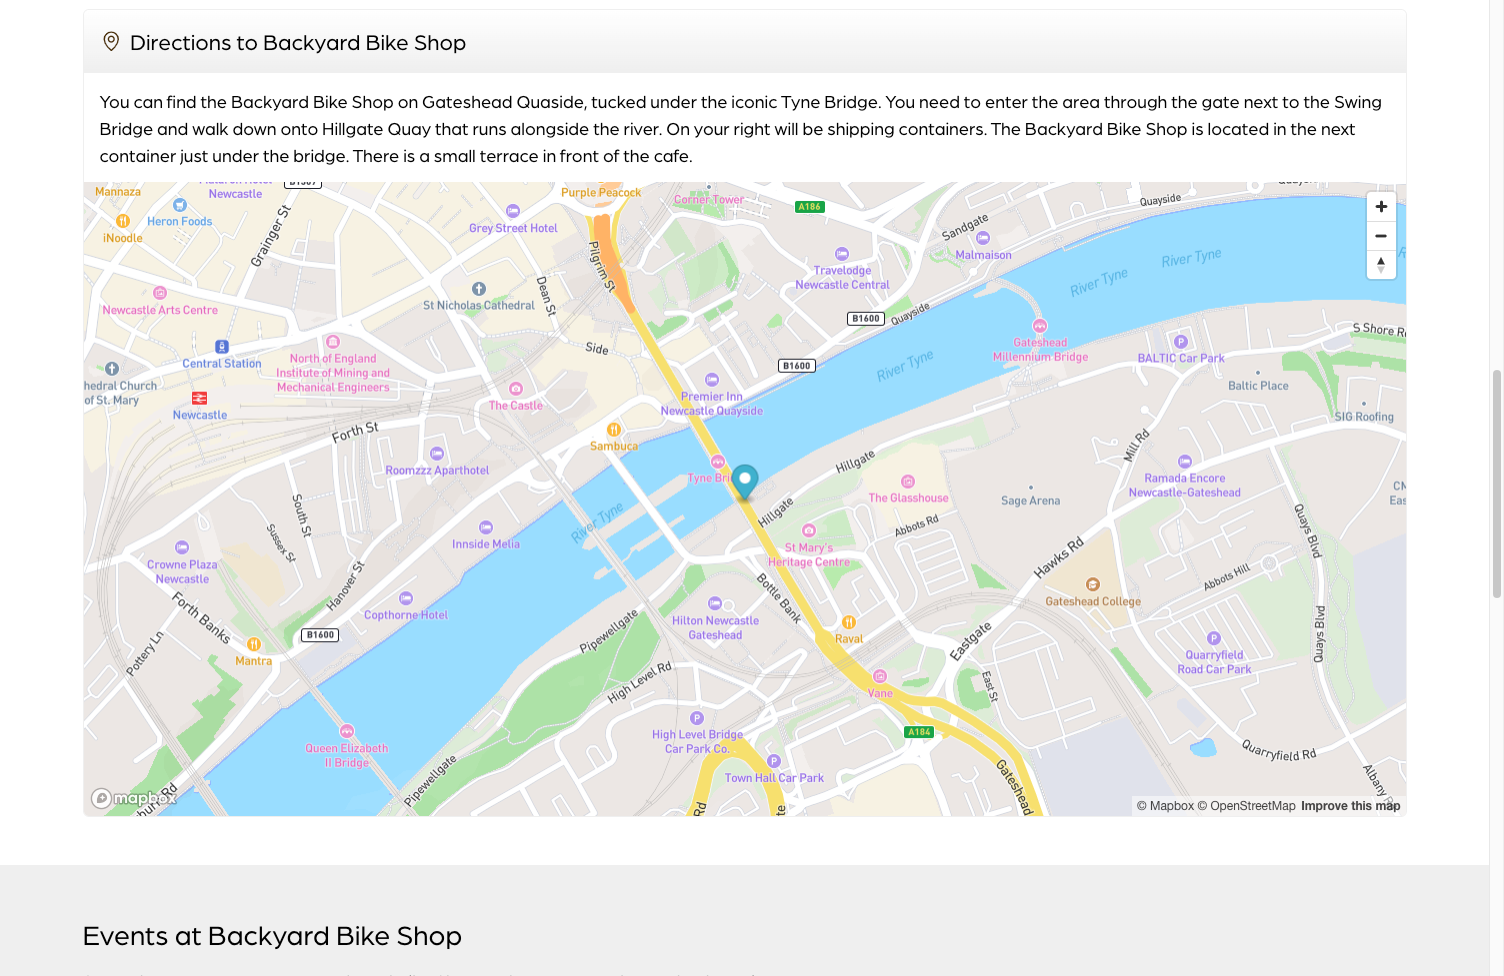 Directions to Backyard Bike Shop
You can find the Backyard Bike Shop on Gateshead Quaside, tucked under the iconic Tyne Bridge. You need to enter the area through the gate next to the Swing
Bridge and walk down onto Hillgate Quay that runs alongside the river. On your right will be shipping containers. The Backyard Bike Shop is located in the next
container just under the bridge. There is a small terrace in front of the cafe.
Mannaza
Newcastle
Purple Peacock
Corner Tower
A186
Quayside
Heron Foods
iNoodle
Grainger St
Grey Street Hotel
Pilgrim St
Sandgate
Malmaison
River Tyne
River Tyne
Travelodge
Newcastle Central
Newcastle Arts Centre
St Nicholas Cathedral
Dean St
B1600
Quayside
Gateshead
Millennium Bridge
S Shore
BALTIC Car Park
Central Station
North of England
Institute of Mining and
Mechanical Engineers
Side
B1600
River Tyne
hedral Church
of St. Mary
Newcastle
The Castle
Premier Inn
Newcastle Quayside
Baltic Place
SIG Roofing
Forth St
Sambuca
Mill Rd
Roomzzz Aparthotel
Tyne Bri
Hillgate
Ramada Encore
Newcastle-Gateshead
The Glasshouse
Sage Arena
South St
Sussex St
River Tyne
Hillgate
Abbots Rd
Quays Blvd
Innside Melia
St Mary's
Heritage Centre
Hawks Rd
Crowne Plaza
Newcastle
Hanover St
Bottle Bank
Abbots Hill
Gateshead College
Copthorne Hotel
Forth Banks
Hilton Newcastle
Gateshead
Pipewellgate
Raval
Eastgate
Quays Blvd
B1600
Pottery Ln
Mantra
High Level Rd
Vane
East St
Quarryfield
Road Car Park
High Level Bridge
Car Park Co.
A184
Queen Elizabeth
II Bridge
Pipewellgate
Town Hall Car Park
Gateshead
Quarryfield Rd
Albany
mapbox
Rd
© Mapbox © OpenStreetMap Improve this map
Events at Backyard Bike Shop